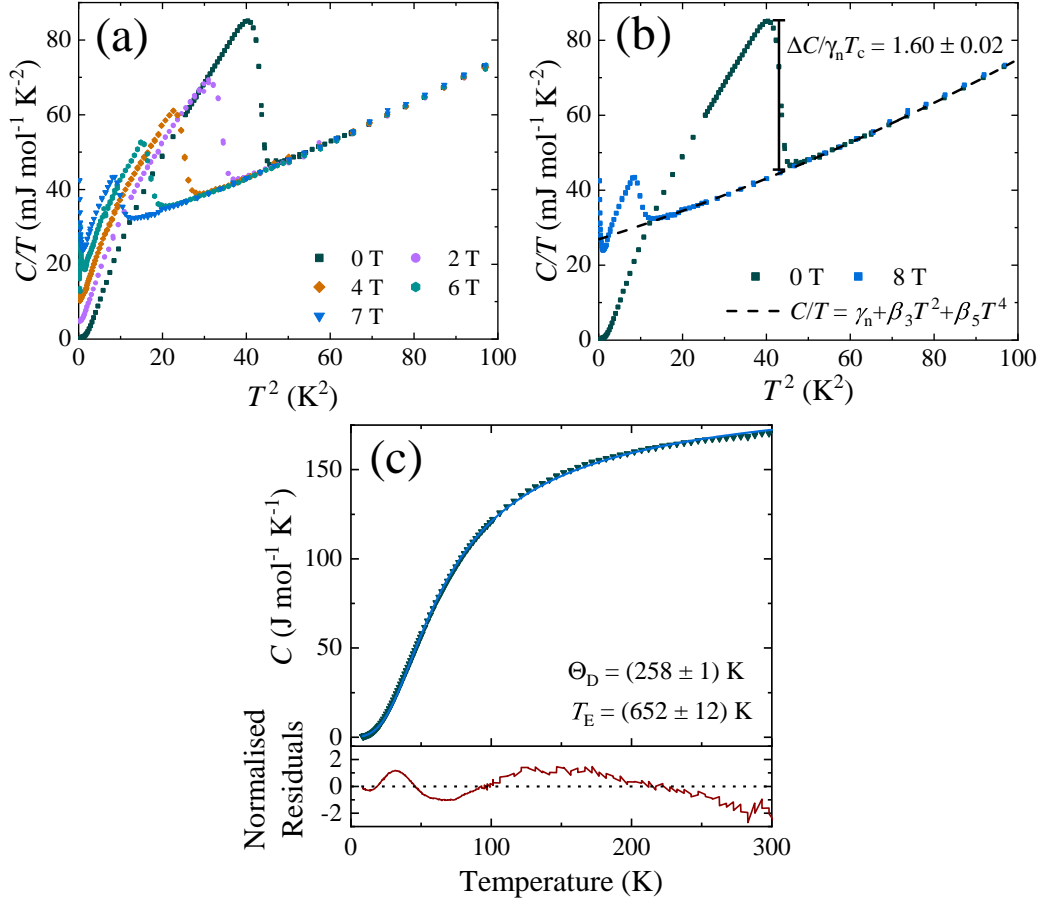 (a)
C/T (mJ mol⁻¹ K⁻²)
80
60
40
20
0
0 T
2 T
4 T
6 T
7 T
0 20 40 60 80 100
T² (K²)
(b)
ΔC/γₙT_c = 1.60 ± 0.02
C/T (mJ mol⁻¹ K⁻²)
80
60
40
20
0
0 T
8 T
C/T = γₙ+β₃T²+β₅T⁴
0 20 40 60 80 100
T² (K²)
(c)
C (J mol⁻¹ K⁻¹)
150
100
50
0
Θ_D = (258 ± 1) K
T_E = (652 ± 12) K
Normalised
Residuals
2
0
-2
0 100 200 300
Temperature (K)